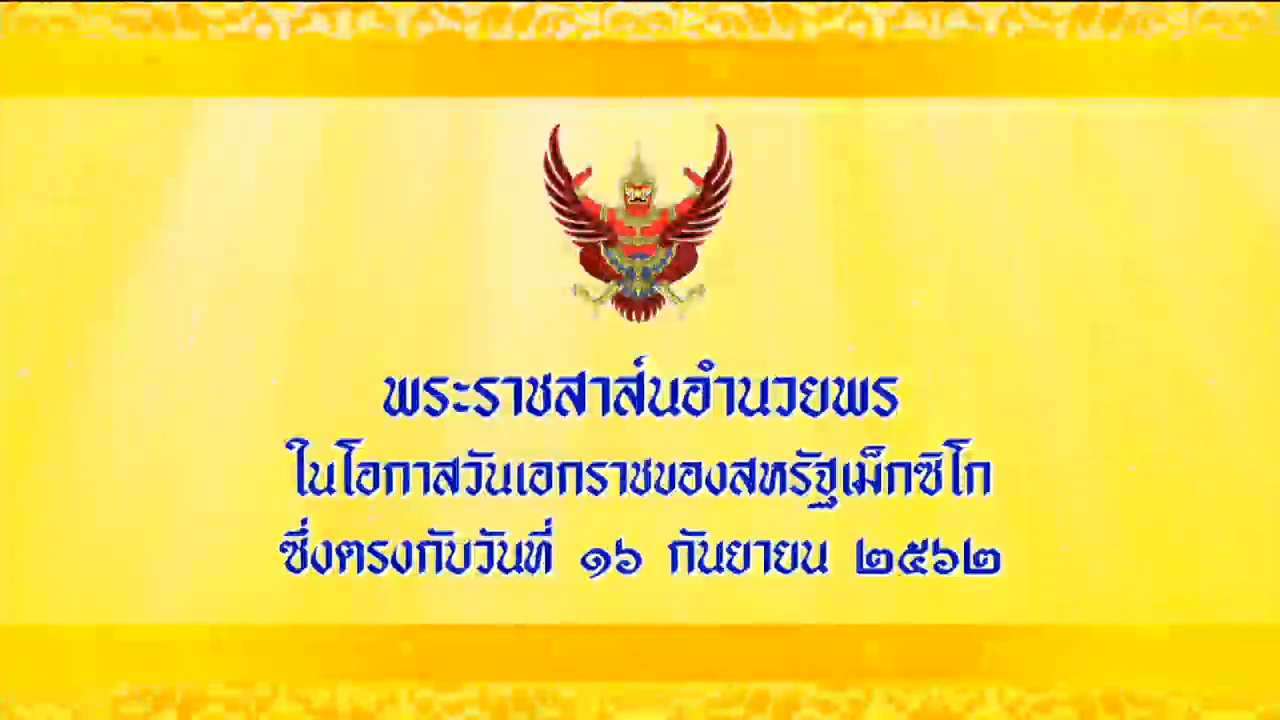 พระราชสาส์นอำนวยพร
ในโอกาสวันเอกราชของสหรัฐเม็กซิโก
ซึ่งตรงกับวันที่ ๑๖ กันยายน ๒๕๖๒